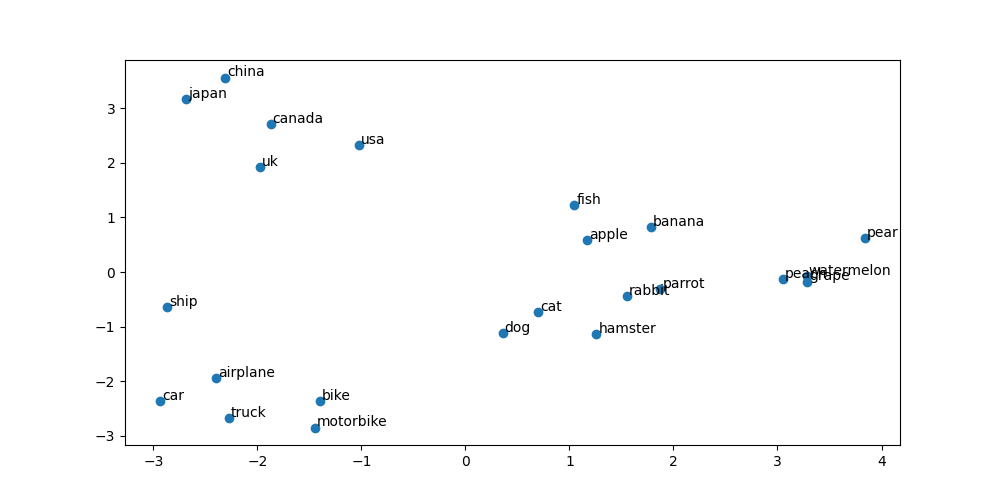 china
japan
canada
usa
uk
fish
apple
banana
pear
watermelon
peach
grape
rabbit
parrot
ship
cat
dog
hamster
airplane
car
bike
truck
motorbike
3
2
1
0
−1
−2
−3
−3
−2
−1
0
1
2
3
4